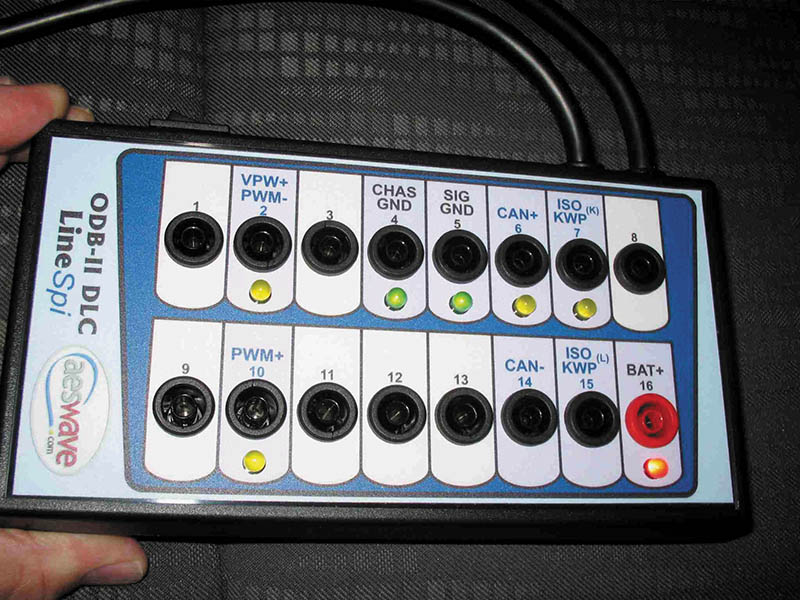 ODB-II DLC
LineSpi
aeswave
.com
1
VPW+
PWM-
2
3
CHAS
GND
4
SIG
GND
5
CAN+
6
ISO
KWP (K)
7
8
9
PWM+
10
11
12
13
CAN-
14
ISO
KWP (L)
15
BAT+
16